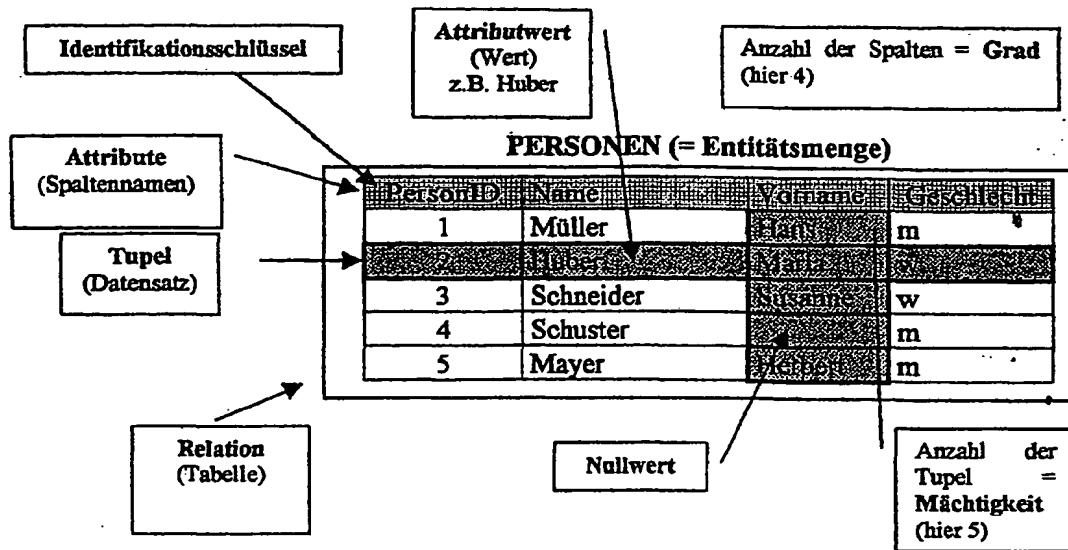 Identifikationsschlüssel
Attributwert
(Wert)
z.B. Huber
Anzahl der Spalten = Grad
(hier 4)
PERSONEN (= Entitätsmenge)
Attribute
(Spaltennamen)
PersonID Name Vorname Geschlecht
1 Müller Hans m
Tupel
(Datensatz)
2 Huber Maria w
3 Schneider Susanne w
4 Schuster m
5 Mayer Herbert m
Relation
(Tabelle)
Nullwert
Anzahl der
Tupel =
Mächtigkeit
(hier 5)